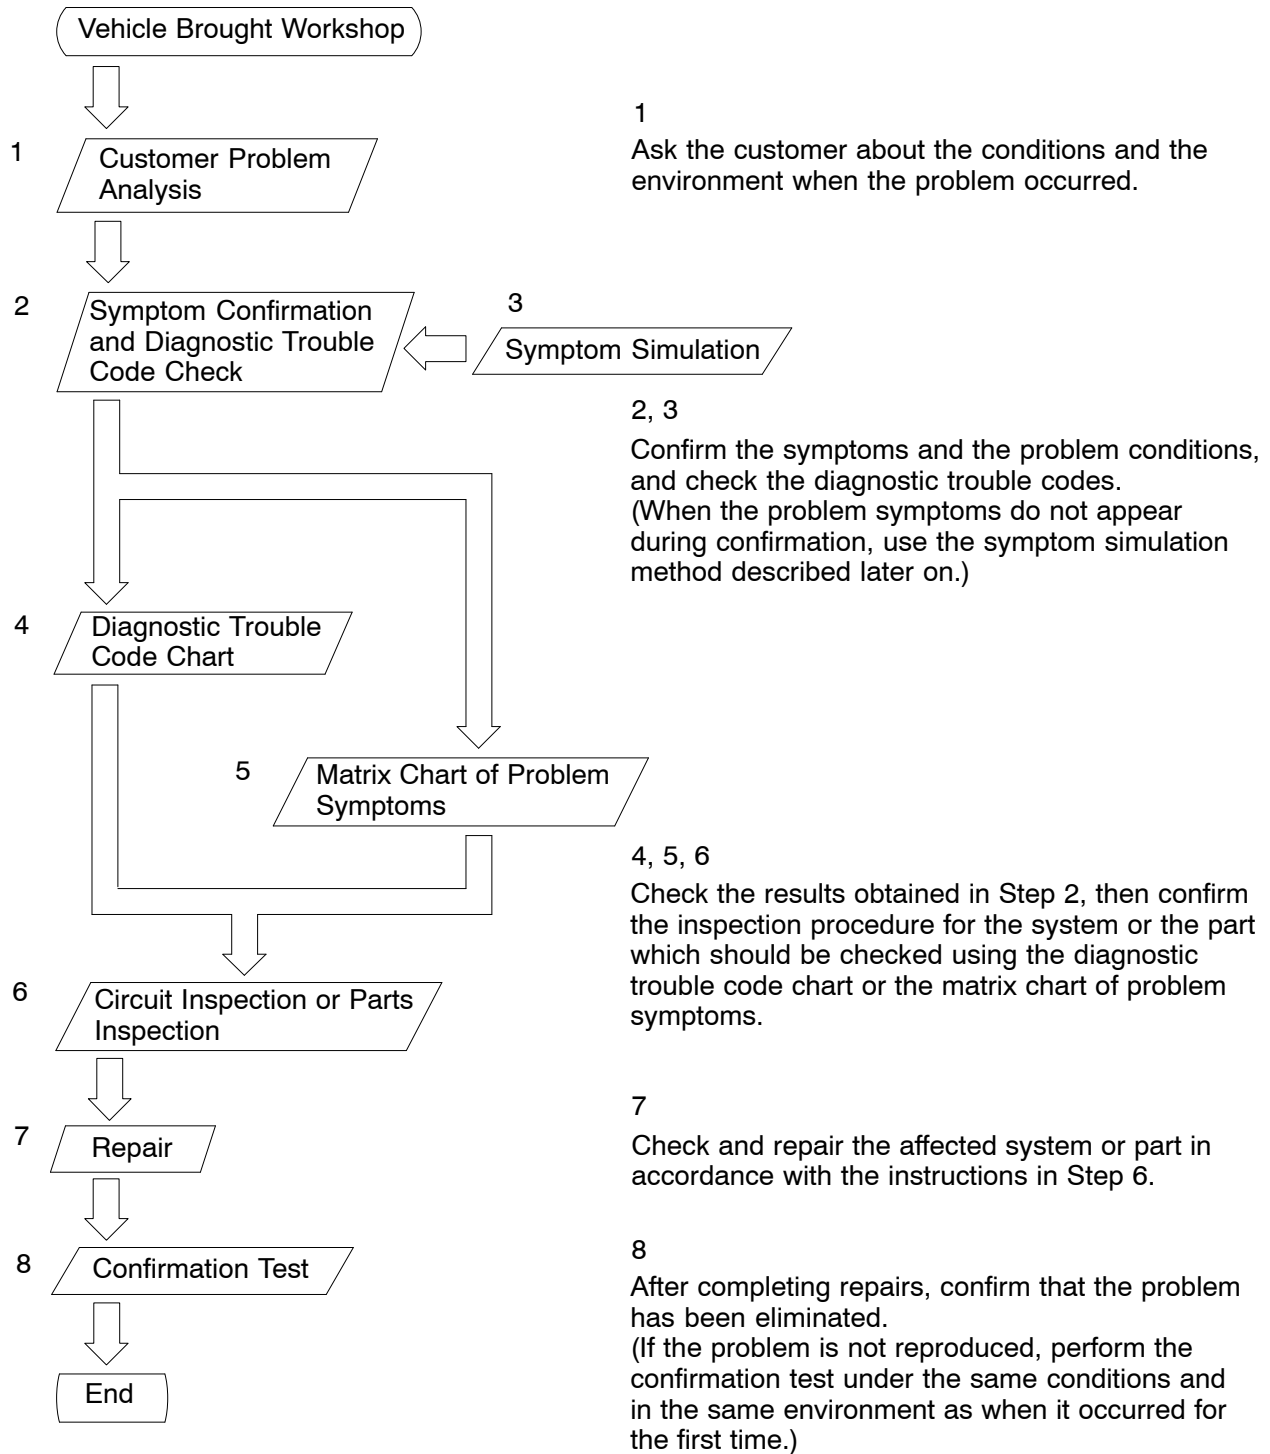 Vehicle Brought Workshop
1
Customer Problem
Analysis
1
Ask the customer about the conditions and the
environment when the problem occurred.
2
Symptom Confirmation
and Diagnostic Trouble
Code Check
3
Symptom Simulation
2, 3
Confirm the symptoms and the problem conditions,
and check the diagnostic trouble codes.
(When the problem symptoms do not appear
during confirmation, use the symptom simulation
method described later on.)
4
Diagnostic Trouble
Code Chart
5
Matrix Chart of Problem
Symptoms
4, 5, 6
Check the results obtained in Step 2, then confirm
the inspection procedure for the system or the part
which should be checked using the diagnostic
trouble code chart or the matrix chart of problem
symptoms.
6
Circuit Inspection or Parts
Inspection
7
Repair
7
Check and repair the affected system or part in
accordance with the instructions in Step 6.
8
Confirmation Test
8
After completing repairs, confirm that the problem
has been eliminated.
(If the problem is not reproduced, perform the
confirmation test under the same conditions and
in the same environment as when it occurred for
the first time.)
End